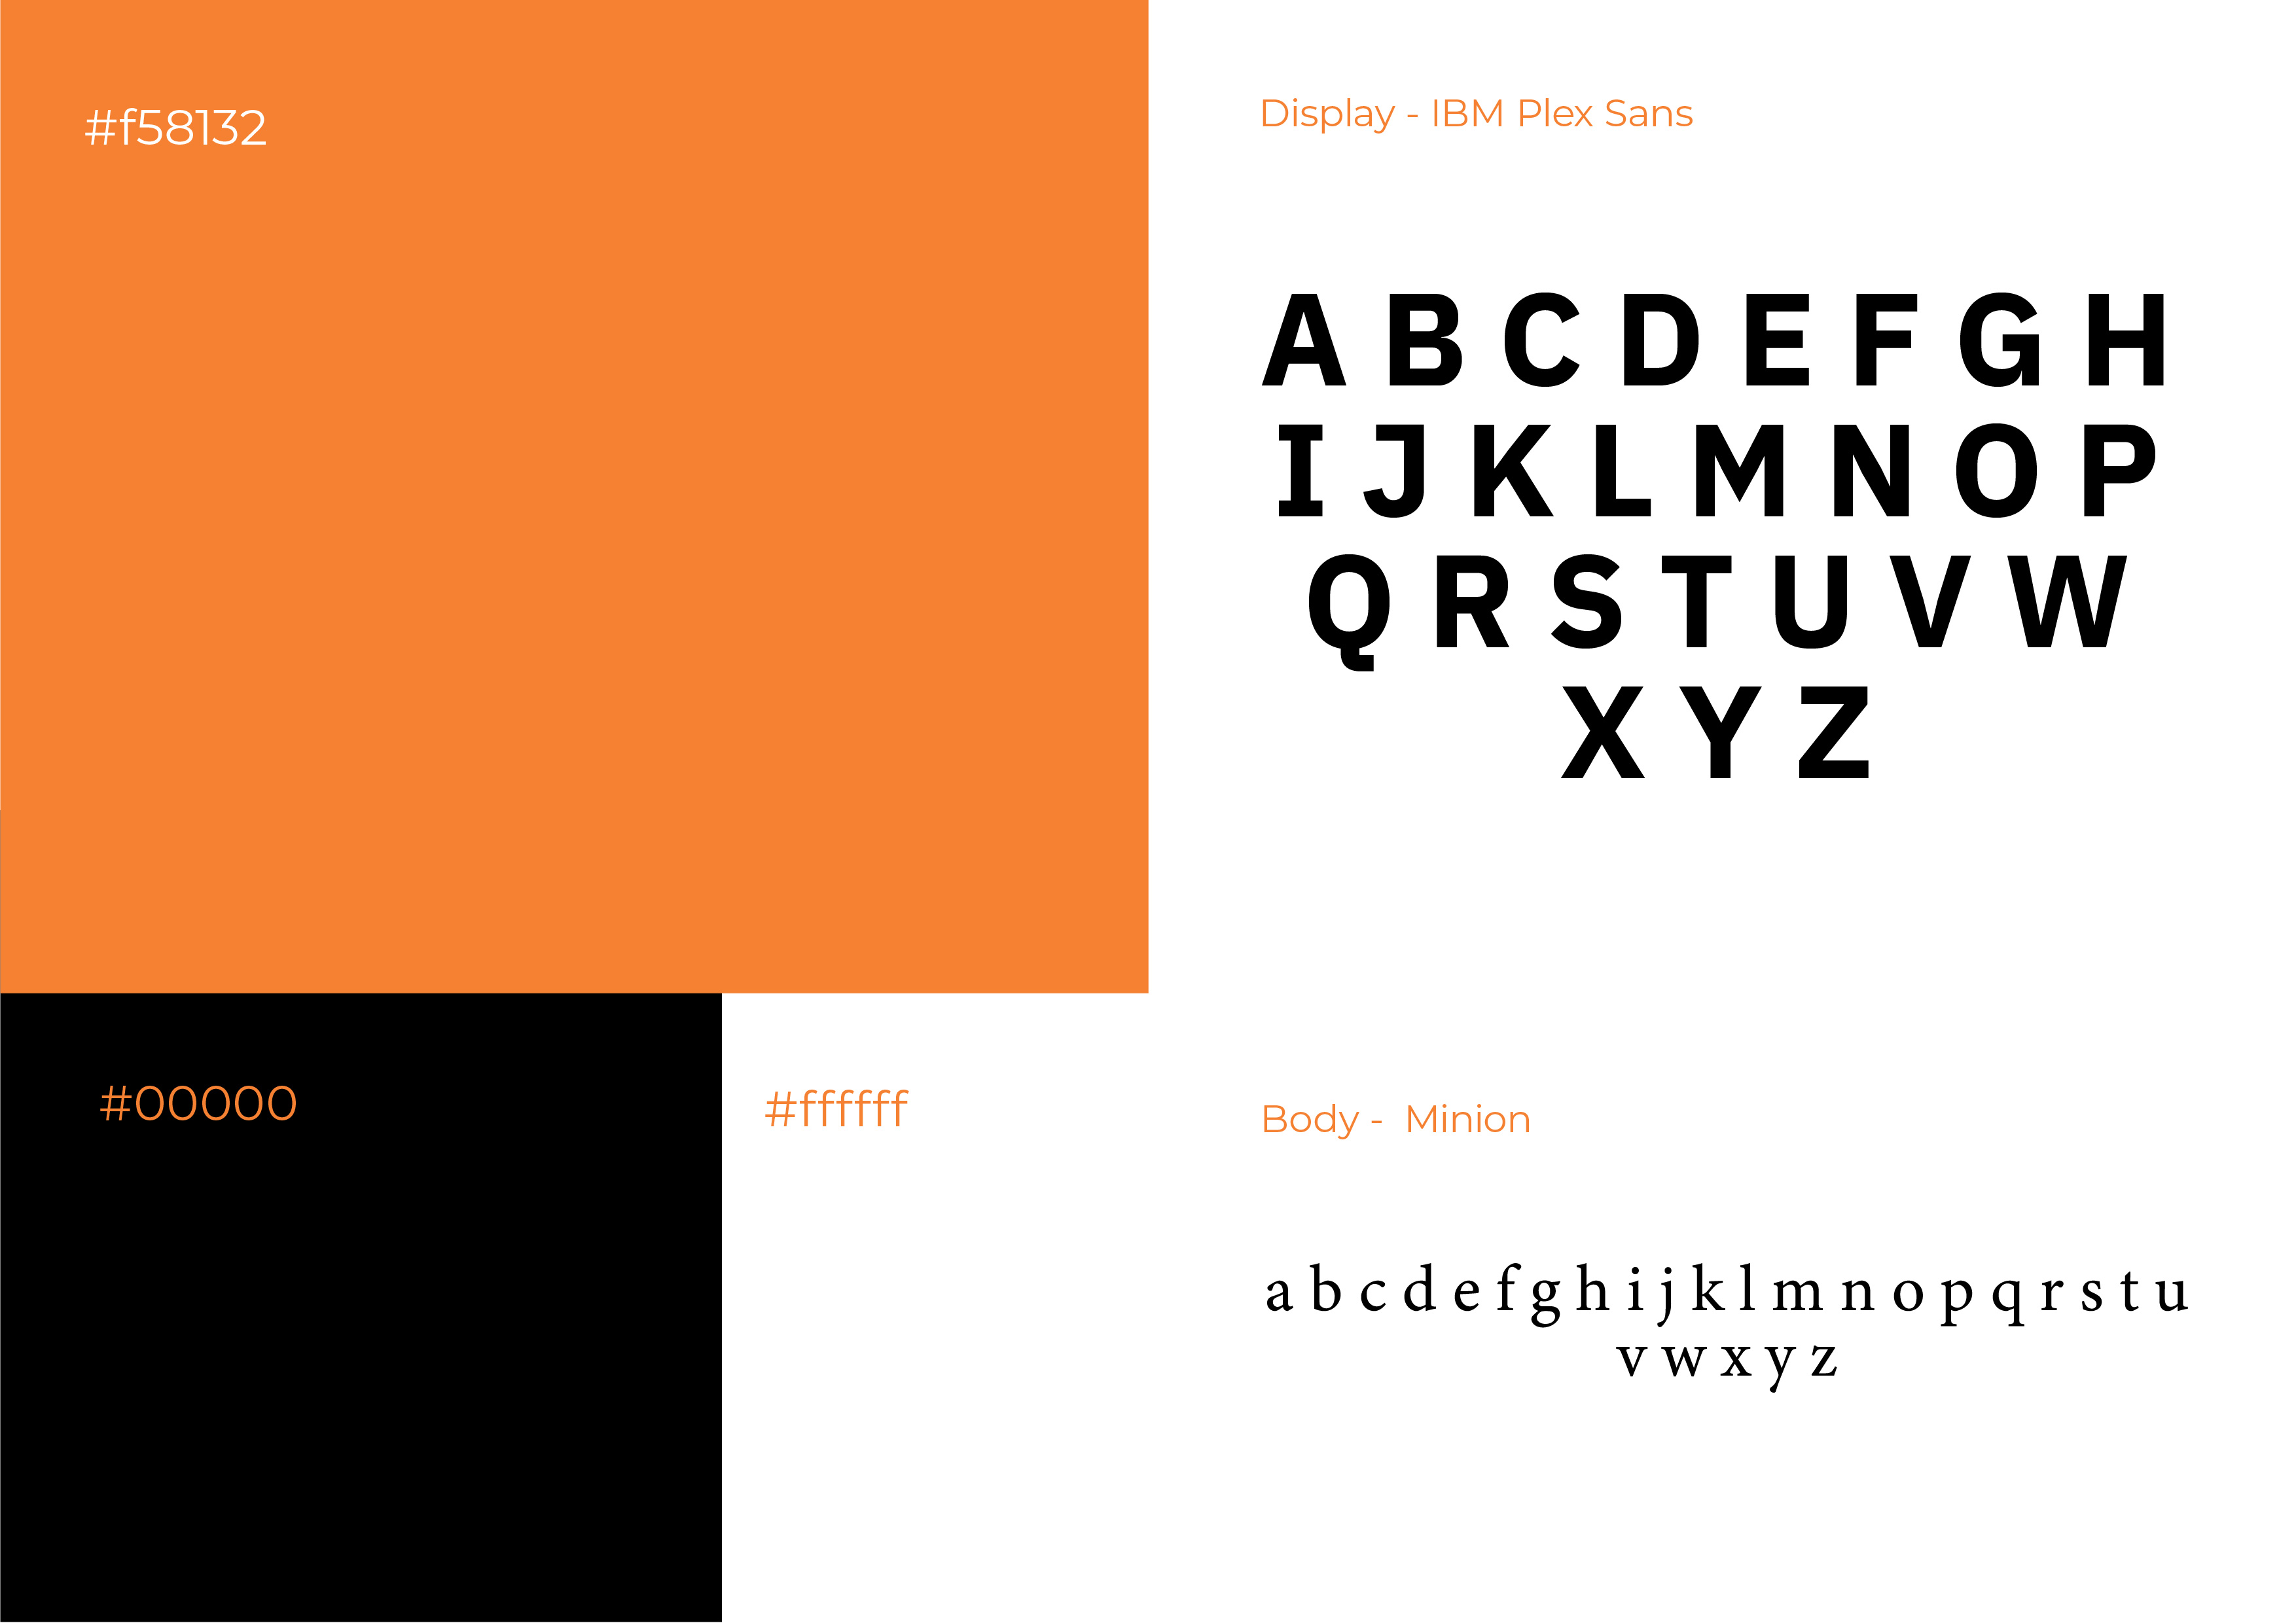 #f58132
Display - IBM Plex Sans
A B C D E F G H
I J K L M N O P
Q R S T U V W
X Y Z
#00000
#ffffff
Body -  Minion
a b c d e f g h i j k l m n o p q r s t u
v w x y z